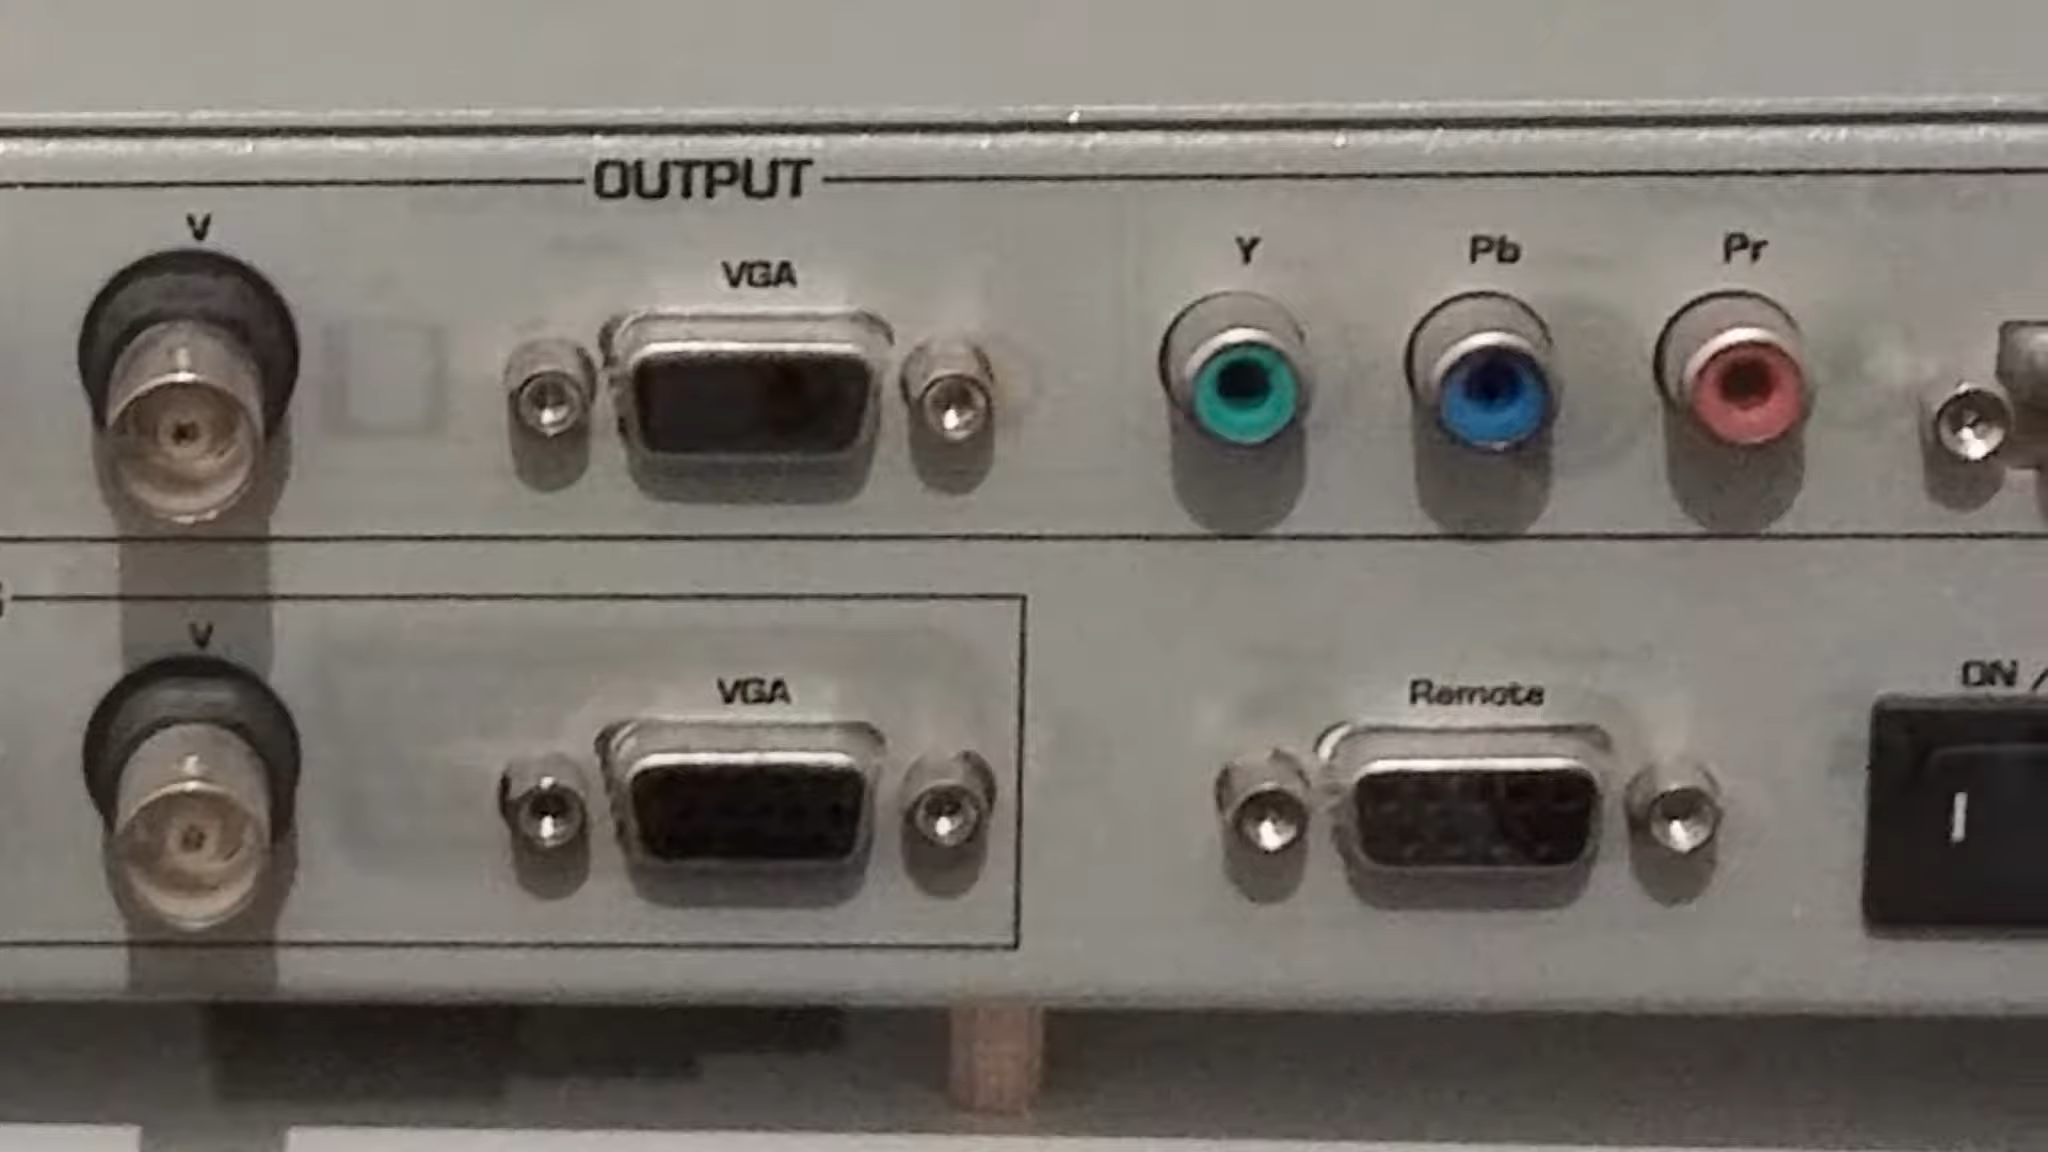 OUTPUT
V
VGA
Y
Pb
Pr
V
VGA
Remote
ON /